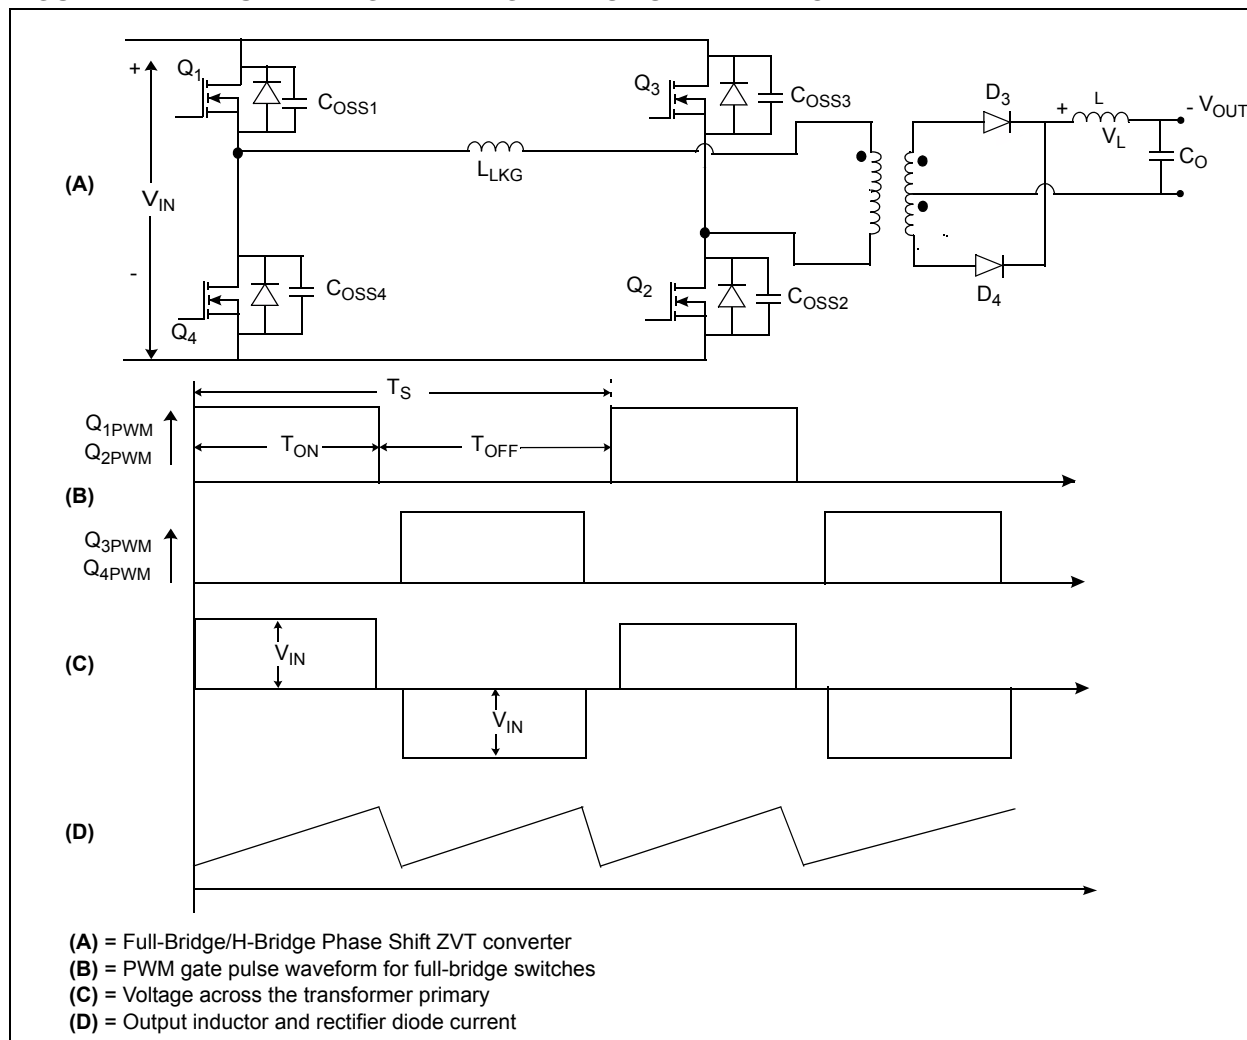 Q1
COSS1
Q3
COSS3
D3
+ L - VOUT
VL
CO
+
VIN
-
LLKG
(A)
Q4
COSS4
Q2
COSS2
D4
TS
Q1PWM
Q2PWM
TON
TOFF
(B)
Q3PWM
Q4PWM
(C)
VIN
VIN
(D)
(A) = Full-Bridge/H-Bridge Phase Shift ZVT converter
(B) = PWM gate pulse waveform for full-bridge switches
(C) = Voltage across the transformer primary
(D) = Output inductor and rectifier diode current